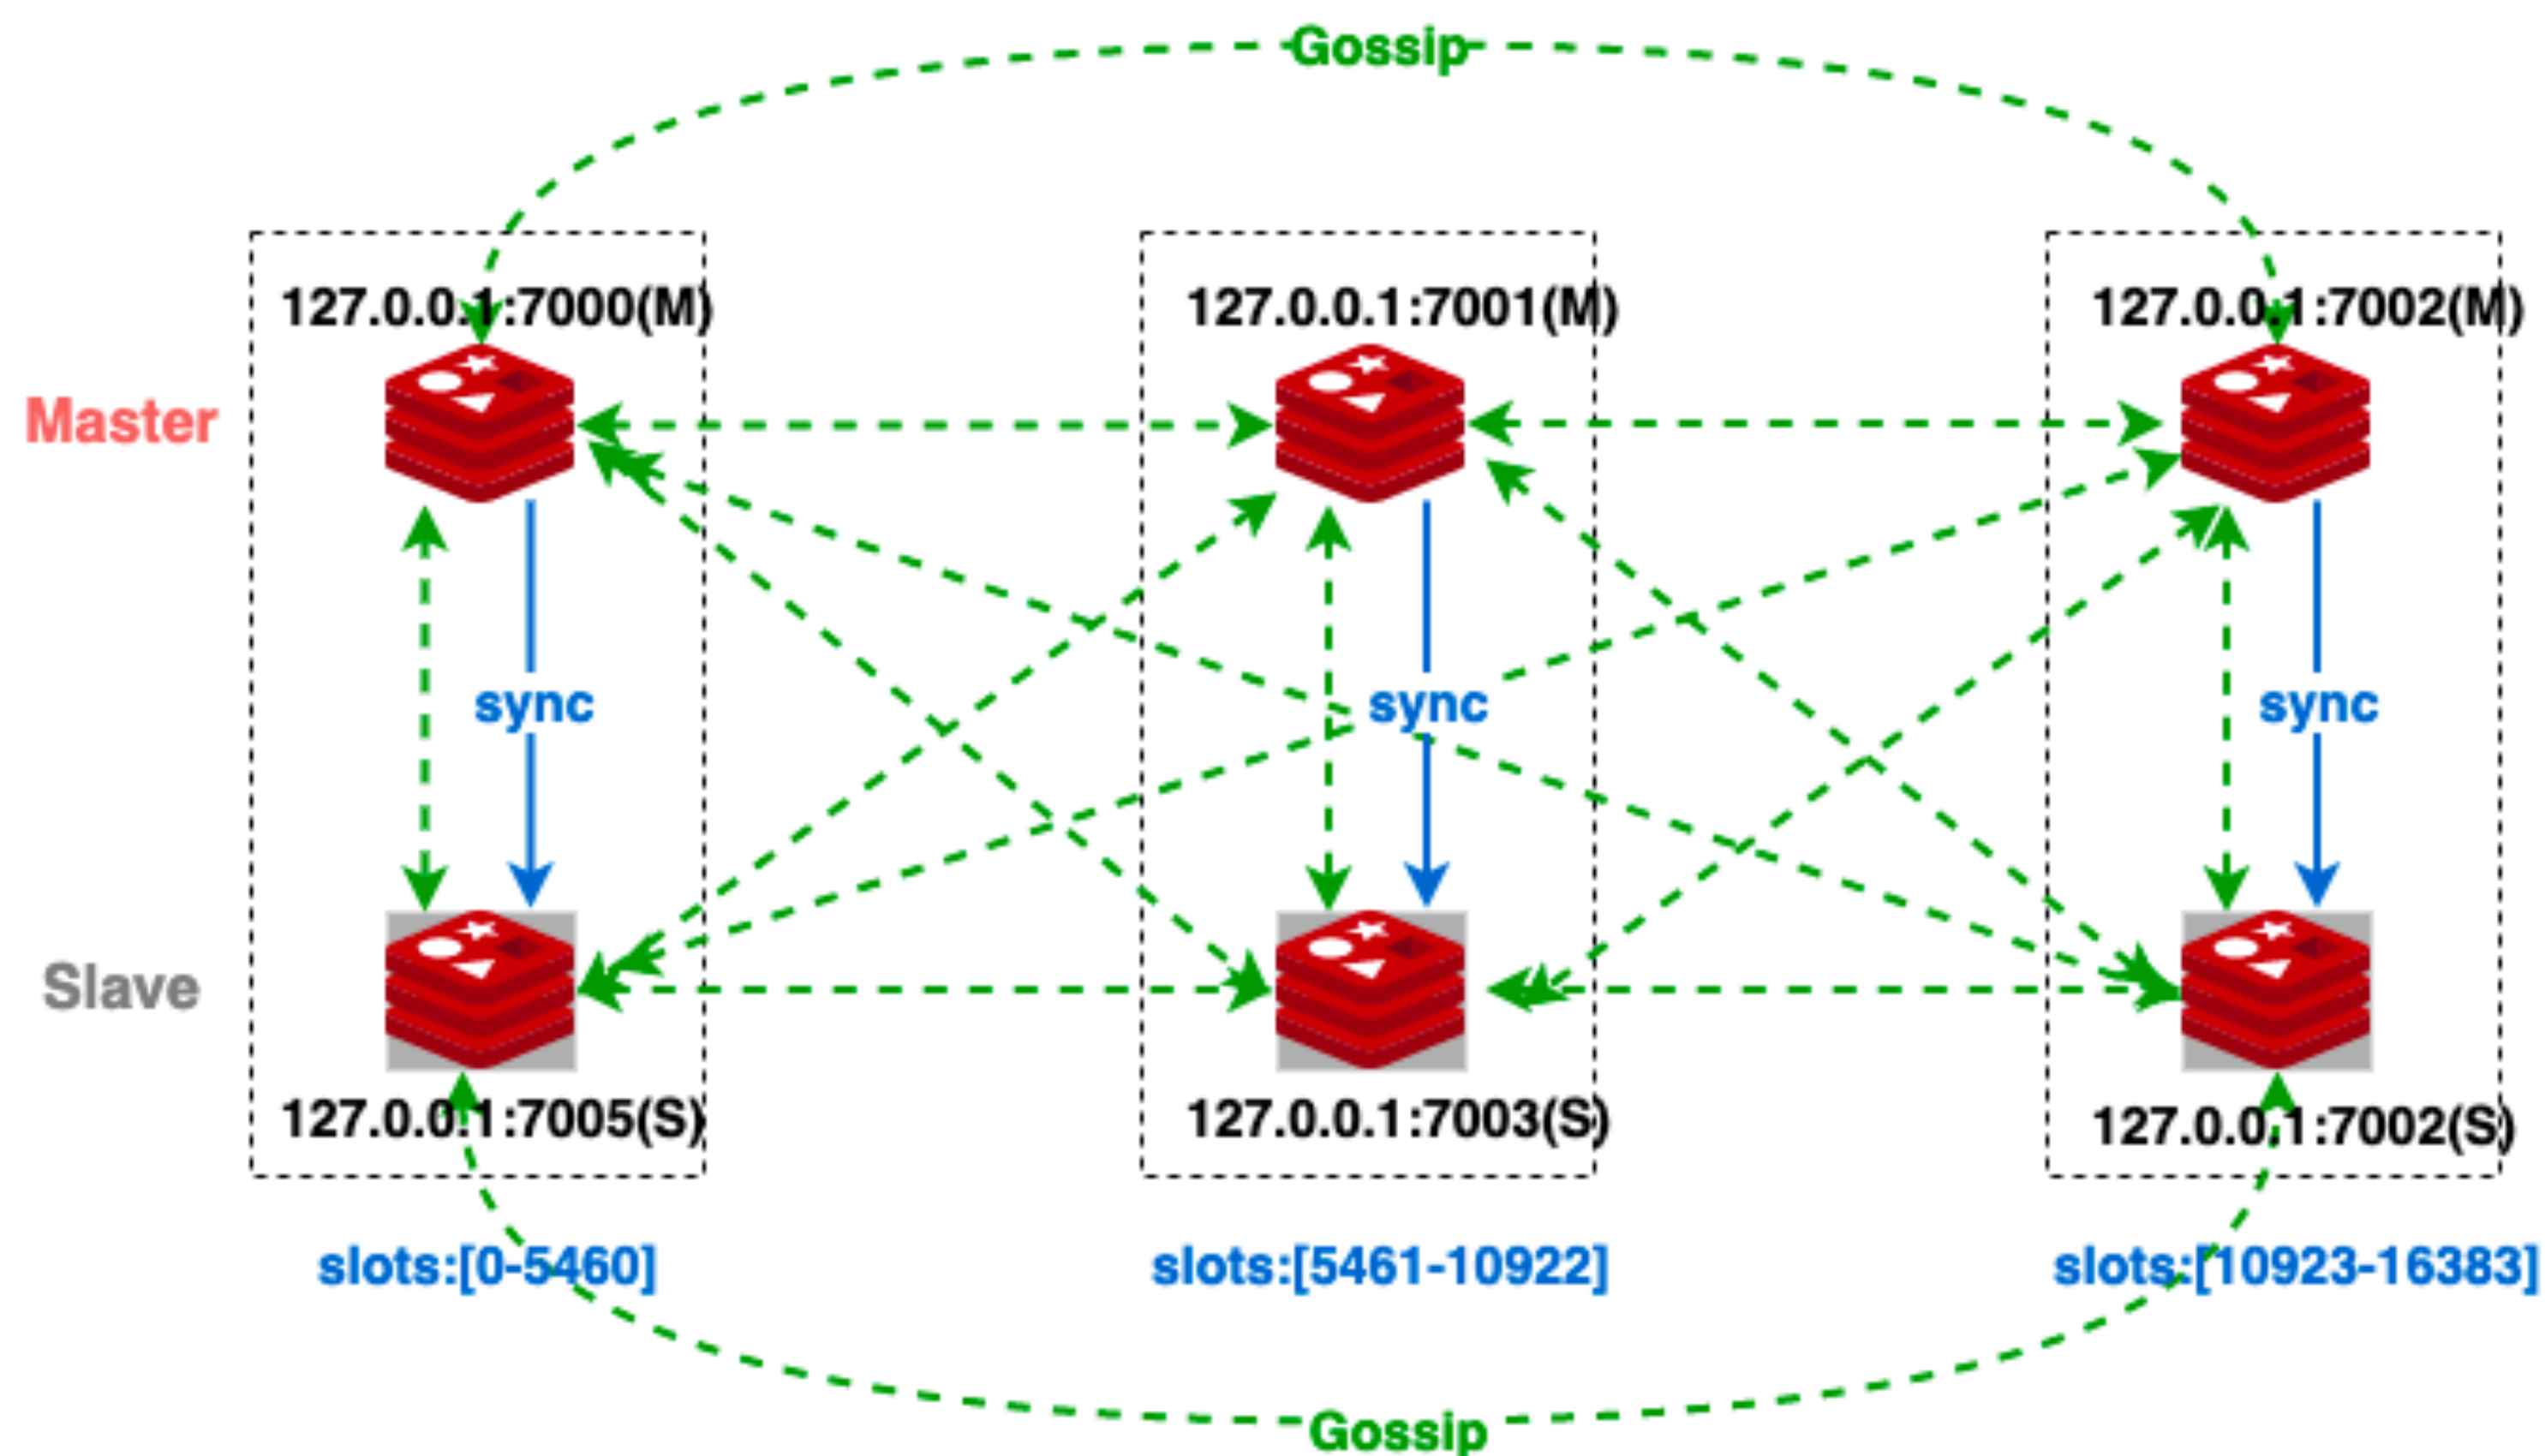 Gossip
127.0.0.1:7000(M)
127.0.0.1:7001(M)
127.0.0.1:7002(M)
Master
sync
sync
sync
Slave
127.0.0.1:7005(S)
127.0.0.1:7003(S)
127.0.0.1:7002(S)
slots:[0-5460]
slots:[5461-10922]
slots:[10923-16383]
Gossip